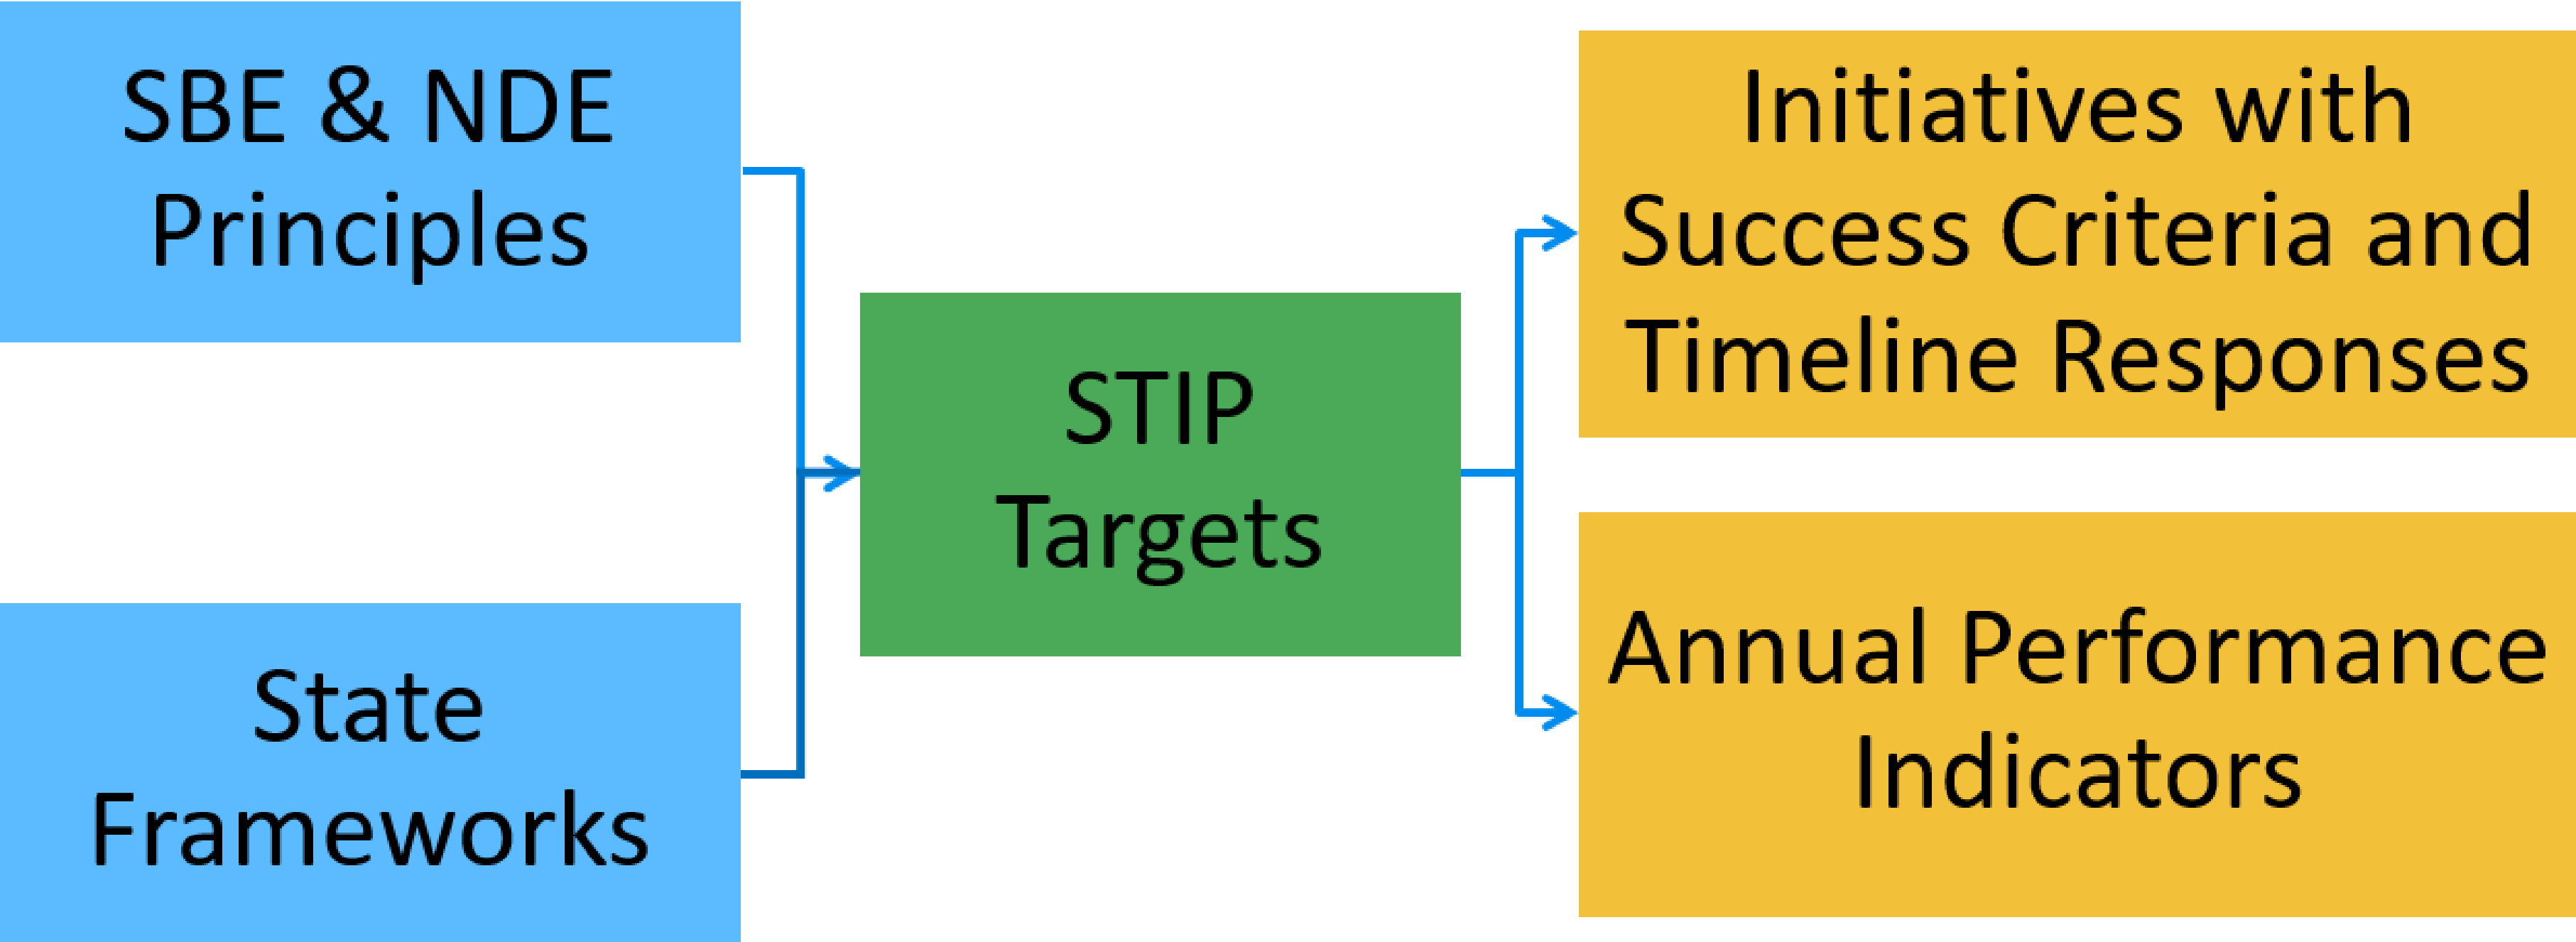 SBE & NDE
Principles
State
Frameworks
STIP
Targets
Initiatives with
Success Criteria and
Timeline Responses
Annual Performance
Indicators